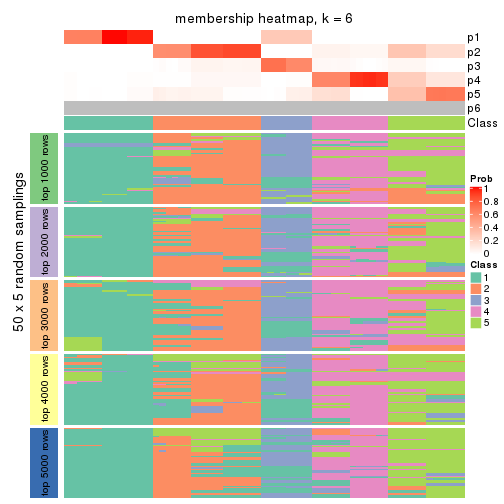 membership heatmap, k = 6
p1
p2
p3
p4
p5
p6
Class
50 x 5 random samplings
top 1000 rows
top 2000 rows
top 3000 rows
top 4000 rows
top 5000 rows
Prob
1
0.8
0.6
0.4
0.2
0
Class
1
2
3
4
5